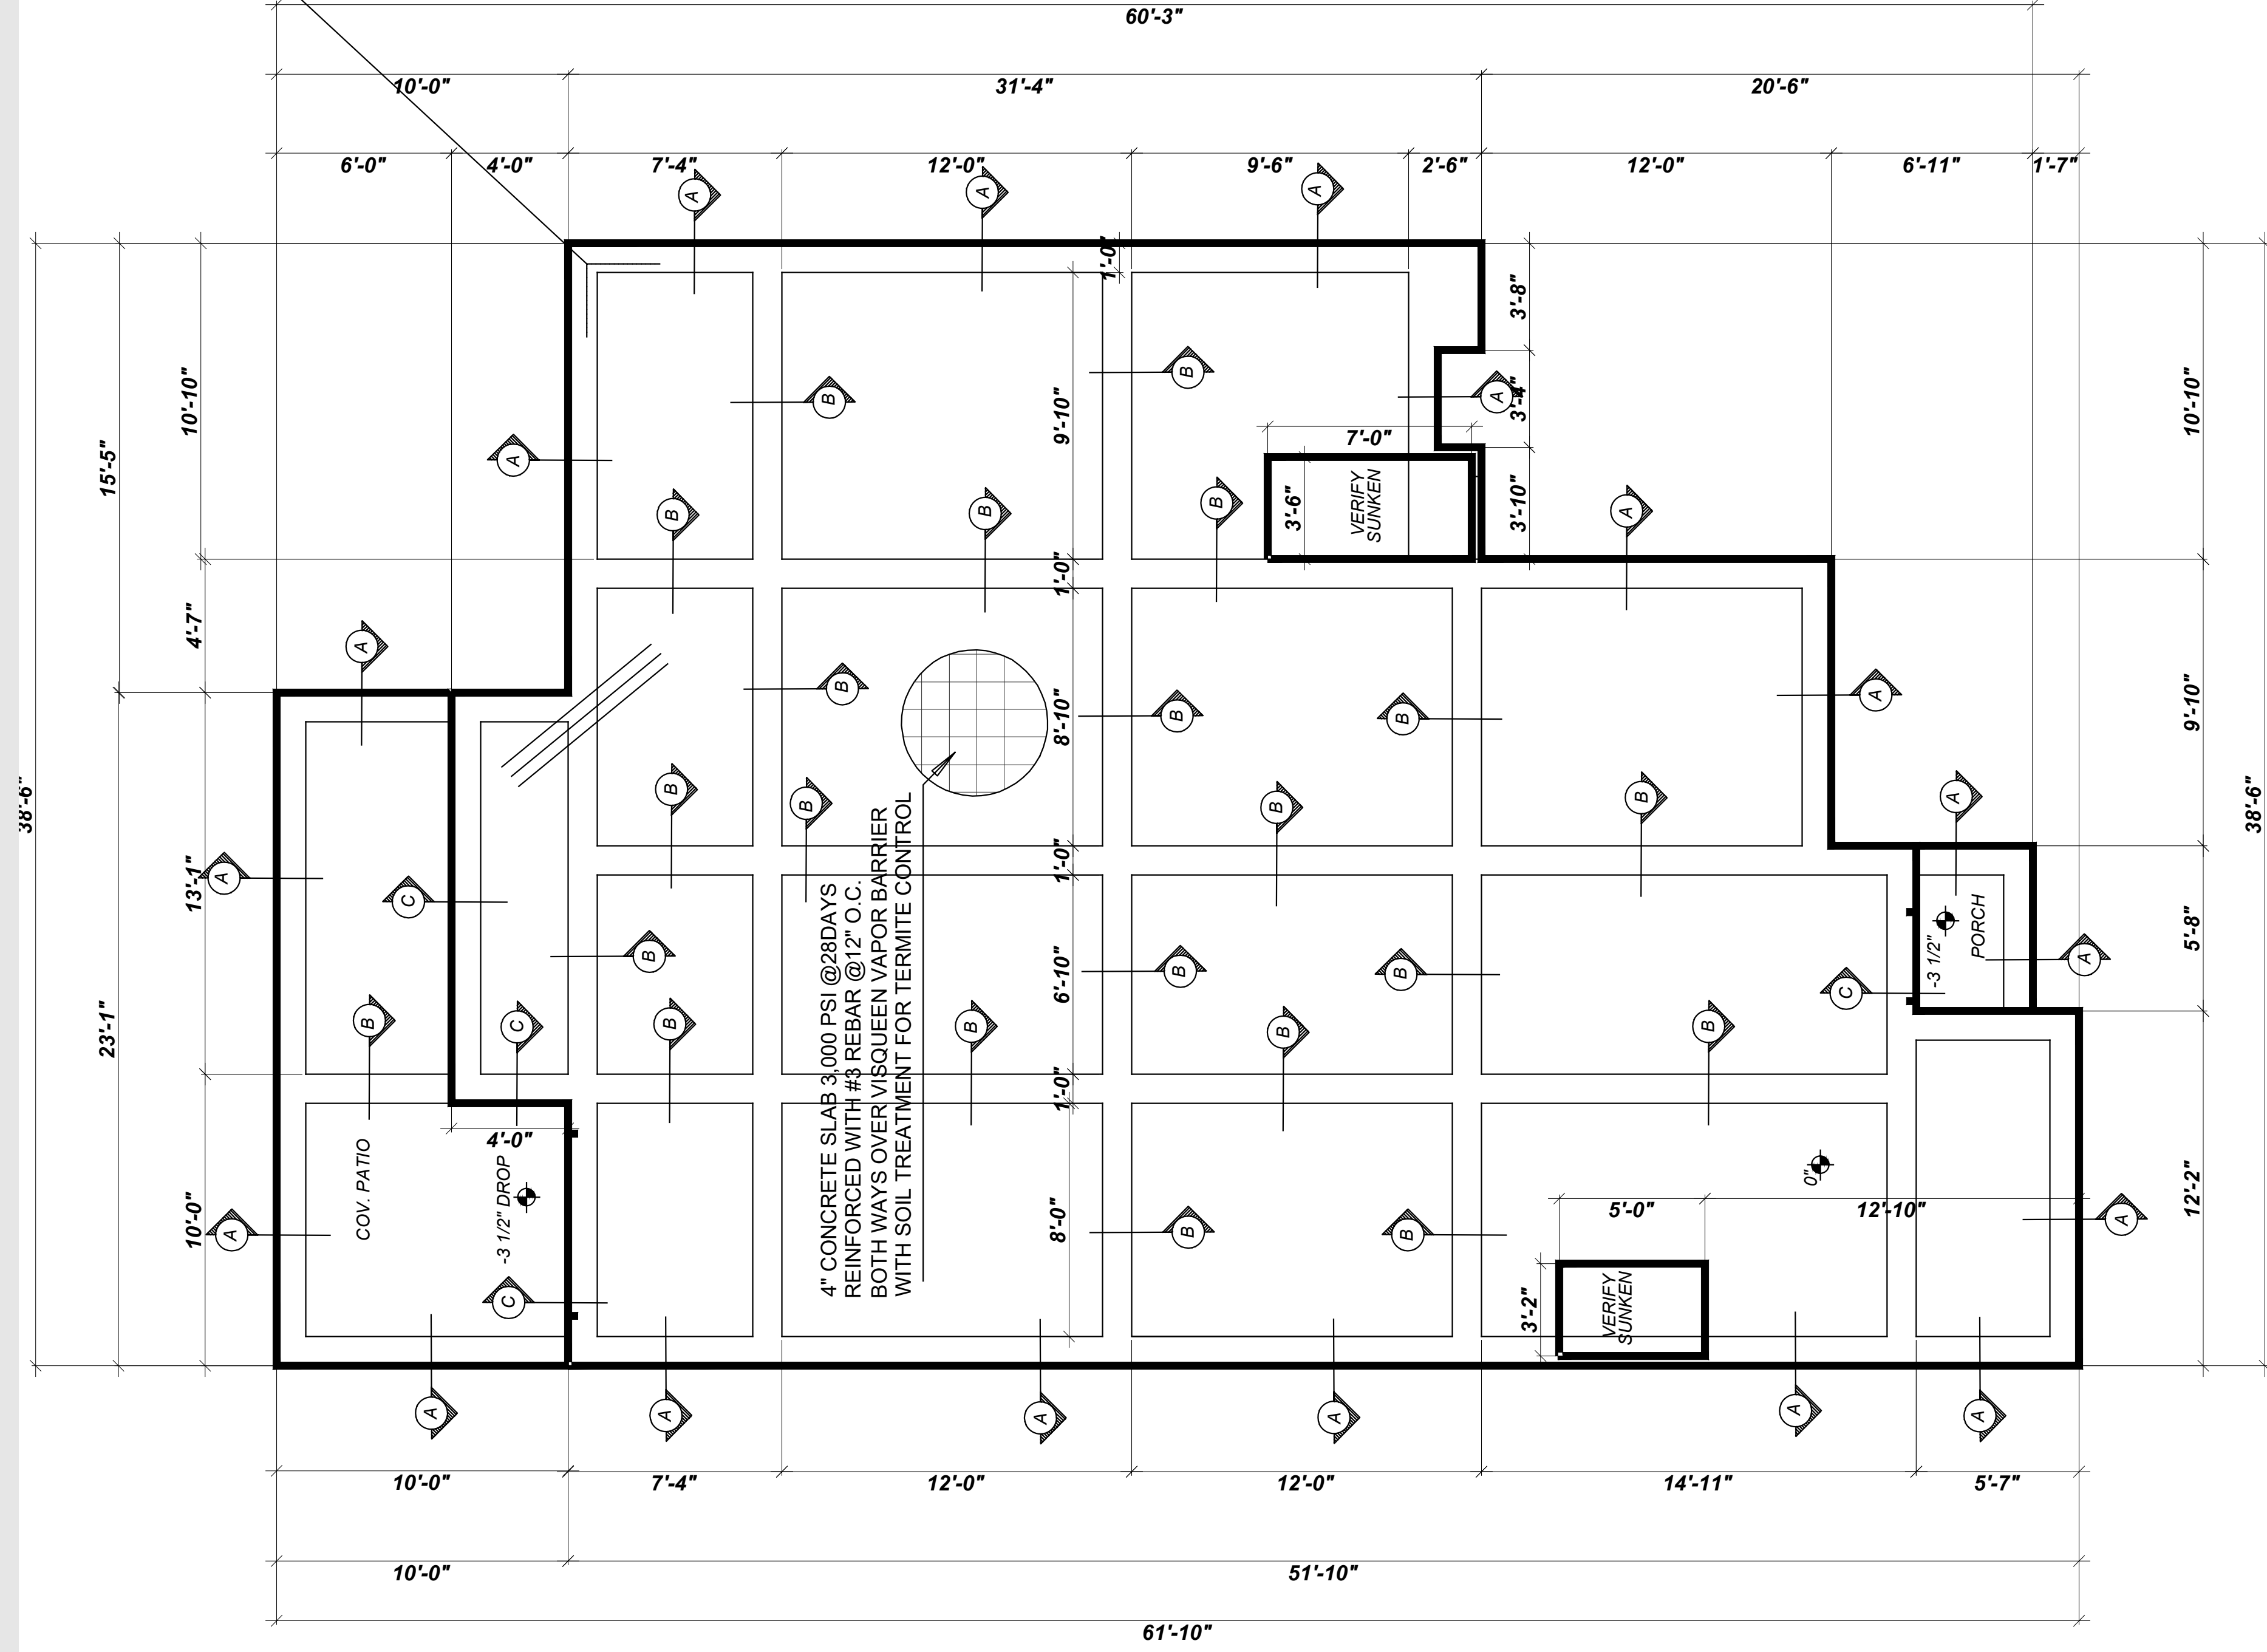 60'-3"
10'-0"
31'-4"
20'-6"
6'-0"
4'-0"
7'-4"
12'-0"
9'-6"
2'-6"
12'-0"
6'-11"
1'-7"
A
A
A
1'-0"
3'-8"
10'-10"
10'-10"
15'-5"
9'-10"
B
B
A
3'-4"
7'-0"
A
B
B
B
3'-6"
VERIFY
SUNKEN
3'-10"
A
1'-0"
4'-7"
A
B
8'-10"
B
B
A
9'-10"
B
B
B
B
A
38'-6"
38'-6"
13'-1"
A
C
1'-0"
4" CONCRETE SLAB 3,000 PSI @28DAYS
REINFORCED WITH #3 REBAR @12" O.C.
BOTH WAYS OVER VISQUEEN VAPOR BARRIER
WITH SOIL TREATMENT FOR TERMITE CONTROL
B
6'-10"
B
B
C
-3 1/2"
PORCH
A
5'-8"
23'-1"
B
C
B
B
B
B
1'-0"
4'-0"
COV. PATIO
-3 1/2" DROP
0"
10'-0"
A
8'-0"
B
B
5'-0"
12'-10"
A
12'-2"
C
3'-2"
VERIFY
SUNKEN
A
A
A
A
A
A
10'-0"
7'-4"
12'-0"
12'-0"
14'-11"
5'-7"
10'-0"
51'-10"
61'-10"